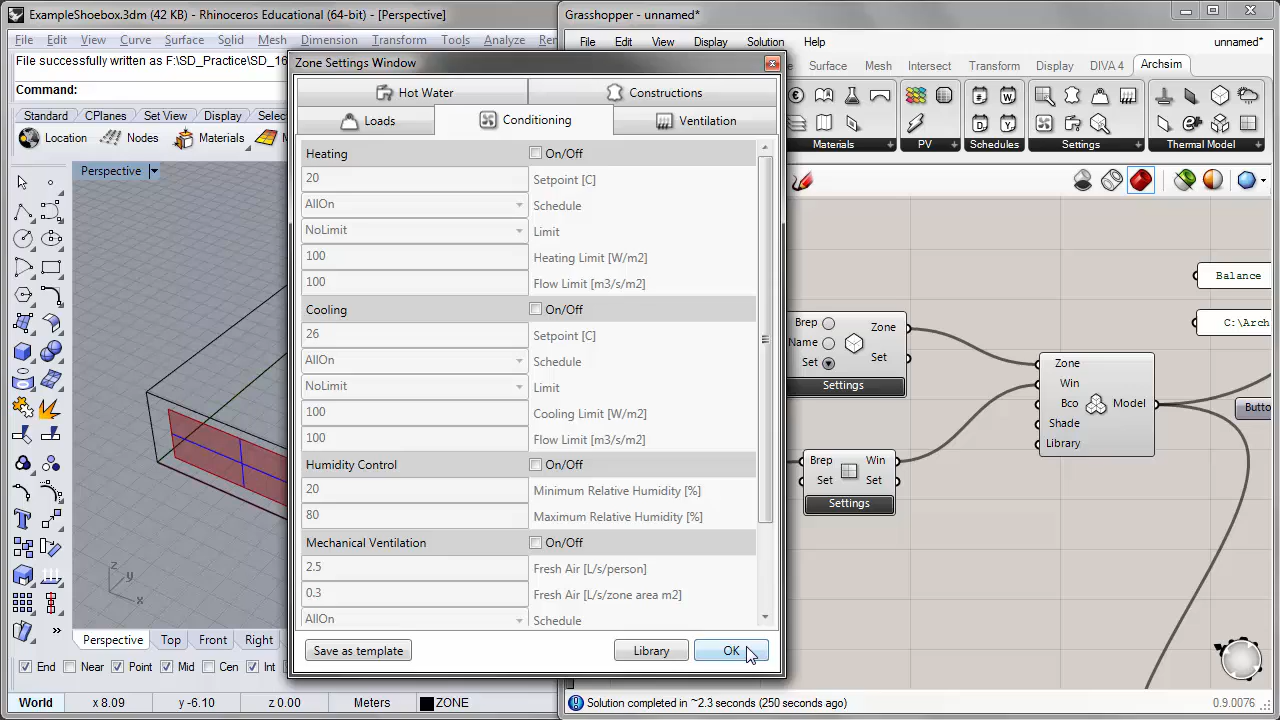 ExampleShoebox.3dm (42 KB) - Rhinoceros Educational (64-bit) - [Perspective]
File Edit View Curve Surface Solid Mesh Dimension Transform Tools Analyze
File successfully written as F:\SD_Practice\SD_16
Command:
Standard CPlanes Set View Display Selec
Location Nodes Materials
Perspective
z
y
x
Perspective Top Front Right
End Near Point Mid Cen Int
World x 8.09 y -6.10 z 0.00 Meters ZONE
Zone Settings Window
Hot Water Constructions
Loads Conditioning Ventilation
Heating On/Off
20 Setpoint [C]
AllOn Schedule
NoLimit Limit
100 Heating Limit [W/m2]
100 Flow Limit [m3/s/m2]
Cooling On/Off
26 Setpoint [C]
AllOn Schedule
NoLimit Limit
100 Cooling Limit [W/m2]
100 Flow Limit [m3/s/m2]
Humidity Control On/Off
20 Minimum Relative Humidity [%]
80 Maximum Relative Humidity [%]
Mechanical Ventilation On/Off
2.5 Fresh Air [L/s/person]
0.3 Fresh Air [L/s/zone area m2]
AllOn Schedule
Save as template Library OK
Grasshopper - unnamed*
File Edit View Display Solution Help unnamed*
Surface Mesh Intersect Transform Display DIVA 4 Archsim
Materials PV Schedules Settings Thermal Model
Balance
C:\Arch
Brep Zone
Name
Set Set
Settings
Brep Win
Set Set
Settings
Zone
Win
Bco Model
Shade
Library
Butto
Solution completed in ~2.3 seconds (250 seconds ago) 0.9.0076